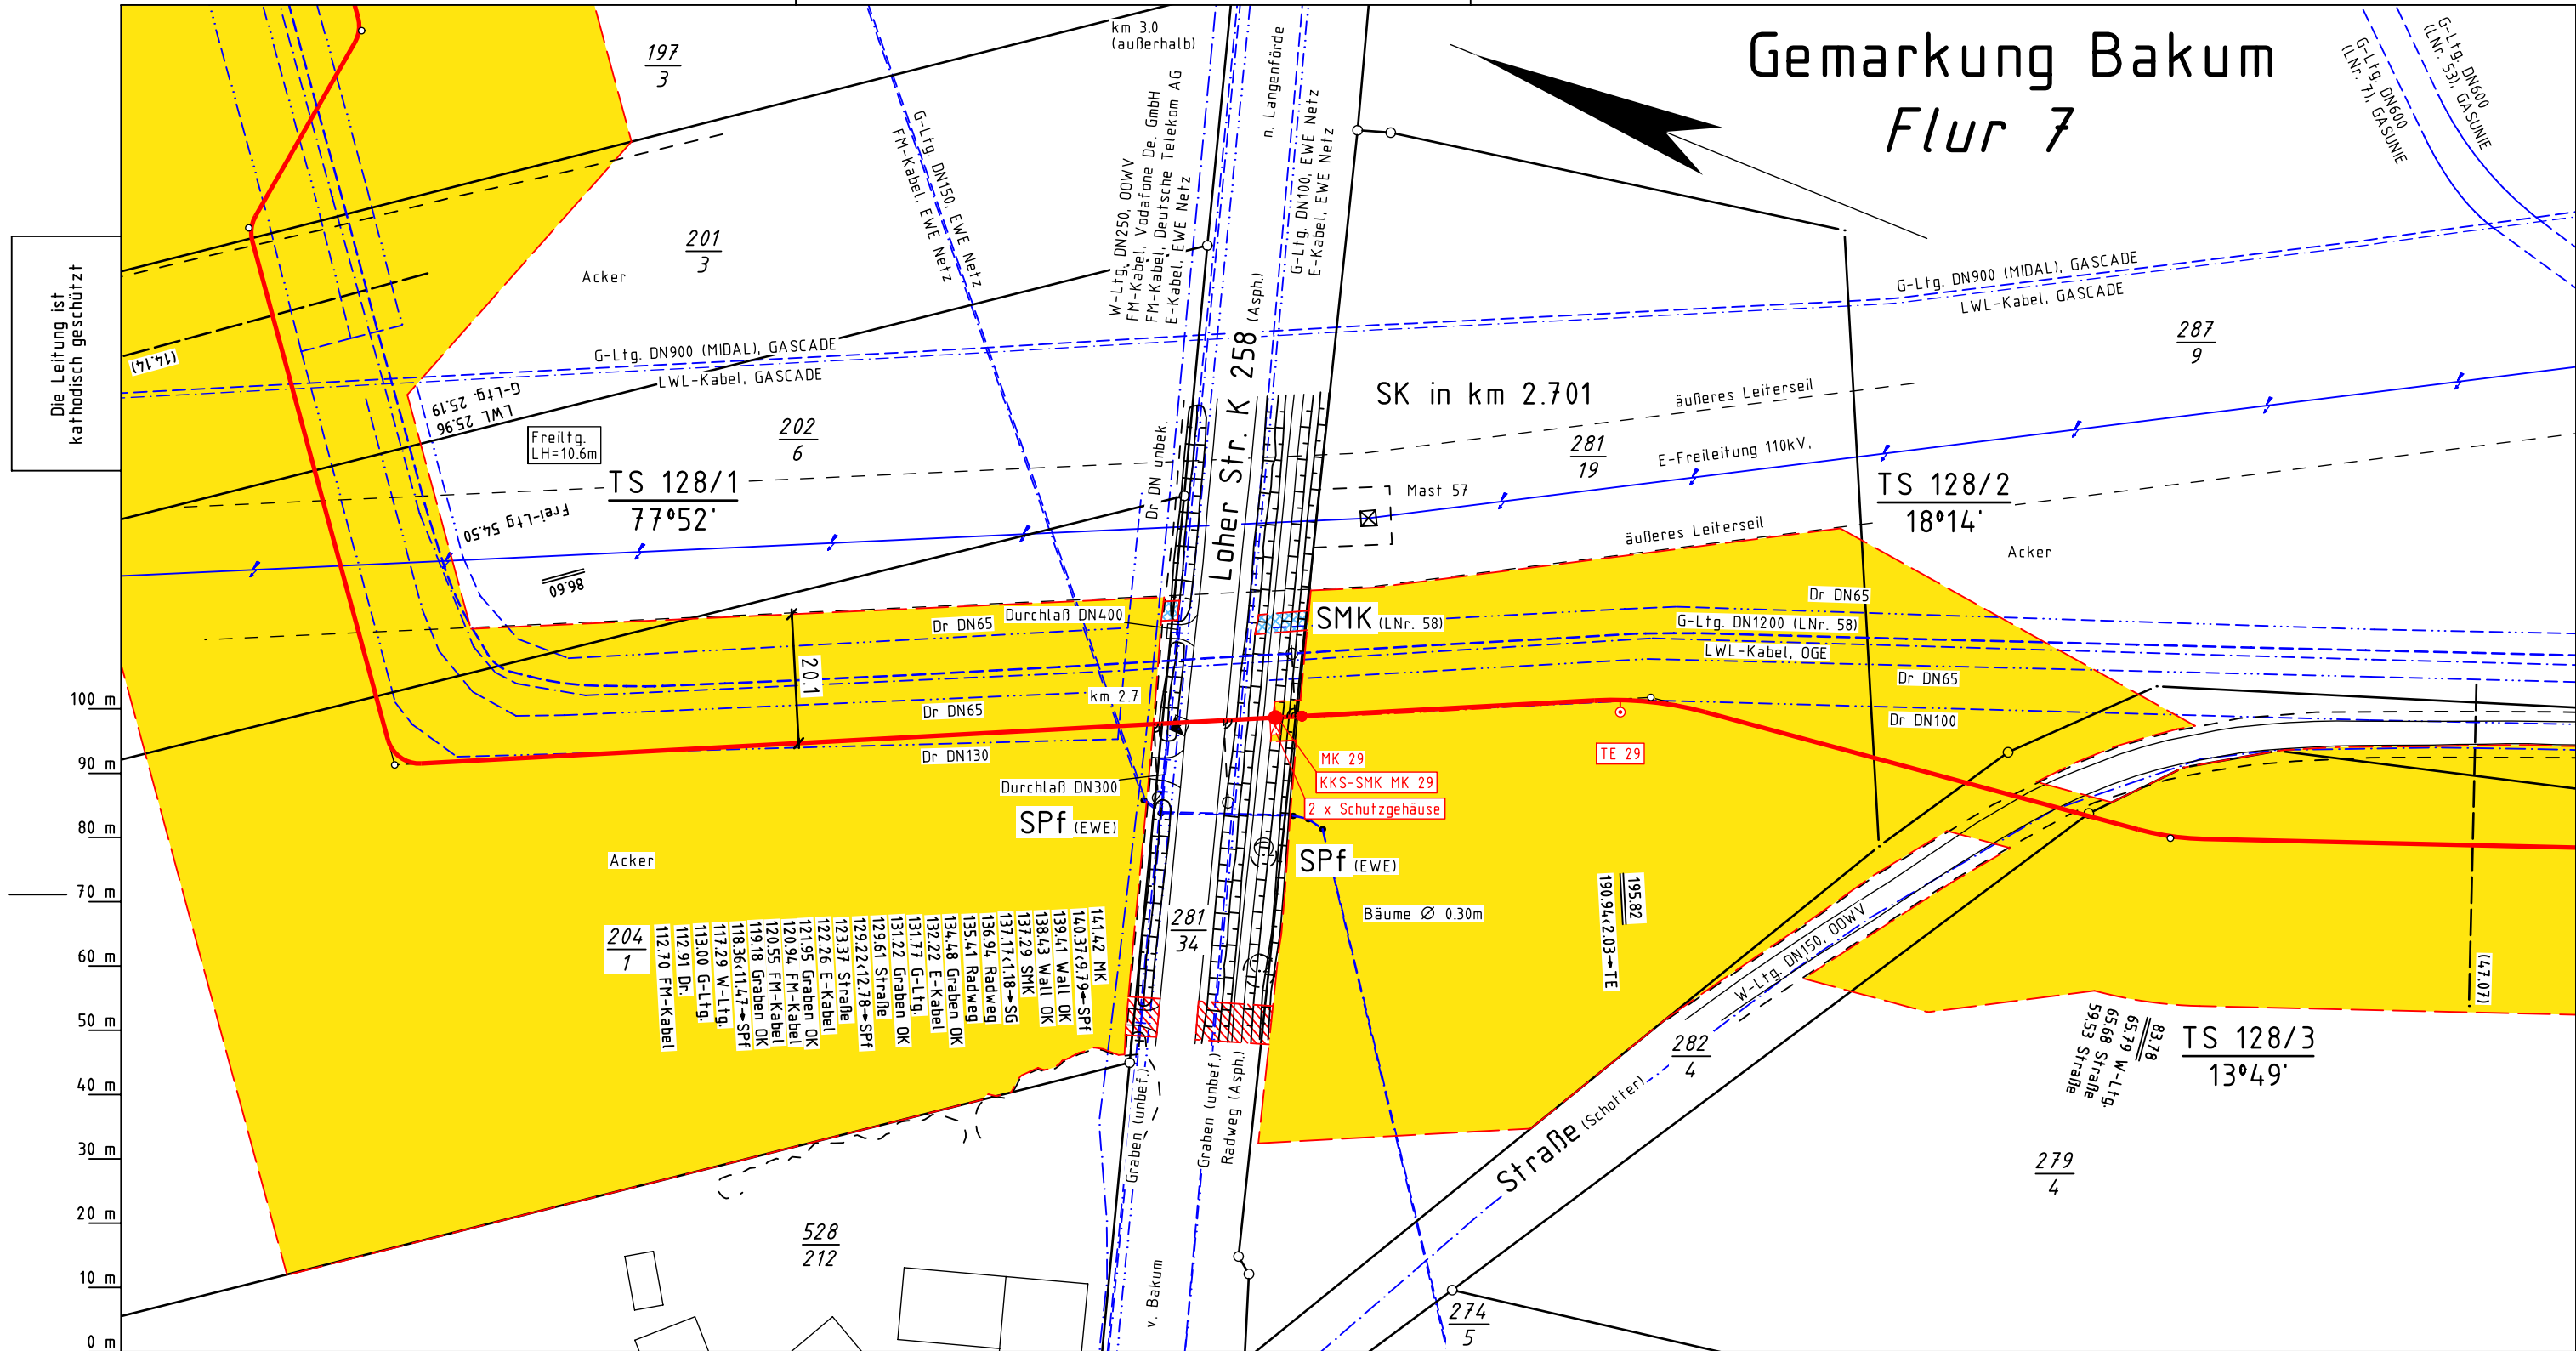 Gemarkung Bakum
Flur 7
Die Leitung ist
kathodisch geschützt
197
3
km 3.0
(außerhalb)
n. Langenförde
W-Ltg. DN250, OOWV
FM-Kabel, Vodafone De. GmbH
FM-Kabel, Deutsche Telekom AG
E-Kabel, EWE Netz
G-Ltg. DN100, EWE Netz
E-Kabel, EWE Netz
G-Ltg. DN150, EWE Netz
FM-Kabel, EWE Netz
G-Ltg. DN600
(LNr. 7), GASUNIE
G-Ltg. DN600
(LNr. 53), GASUNIE
201
3
Acker
(14.14)
G-Ltg. DN900 (MIDAL), GASCADE
LWL-Kabel, GASCADE
G-Ltg. DN900 (MIDAL), GASCADE
LWL-Kabel, GASCADE
287
9
G-Ltg 25.19
LWL 25.96
Frei-Ltg 54.50
86.60
Freiltg.
LH=10.6m
202
6
TS 128/1
77°52'
Dr DN unbek.
Loher Str. K 258 (Asph.)
SK in km 2.701
äußeres Leiterseil
281
19
E-Freileitung 110kV,
Mast 57
TS 128/2
18°14'
äußeres Leiterseil
Acker
Durchlaß DN400
Dr DN65
SMK (LNr. 58)
Dr DN65
G-Ltg. DN1200 (LNr. 58)
LWL-Kabel, OGE
20.1
km 2.7
Dr DN65
Dr DN65
Dr DN100
Dr DN130
Durchlaß DN300
MK 29
KKS-SMK MK 29
2 x Schutzgehäuse
TE 29
SPf (EWE)
SPf (EWE)
Acker
Bäume Ø 0.30m
204
1
112.70 FM-Kabel
112.91 Dr.
113.00 G-Ltg.
117.29 W-Ltg.
118.36<11.47→SPf
119.18 Graben OK
120.55 FM-Kabel
120.94 FM-Kabel
121.95 Graben OK
122.26 E-Kabel
123.37 Straße
129.22<12.78→SPf
129.61 Straße
131.22 Graben OK
131.77 G-Ltg.
132.22 E-Kabel
134.48 Graben OK
135.41 Radweg
136.94 Radweg
137.17<1.18→SG
137.29 SMK
138.43 Wall OK
139.41 Wall OK
140.37<9.79→SPf
141.42 MK
281
34
190.94<2.03→TE
195.82
W-Ltg. DN150, OOWV
(47.07)
83.78
65.79 W-Ltg.
65.68 Straße
59.53 Straße
TS 128/3
13°49'
282
4
Straße (Schotter)
Graben (unbef.)
Graben (unbef.)
Radweg (Asph.)
v. Bakum
279
4
528
212
274
5
100 m
90 m
80 m
70 m
60 m
50 m
40 m
30 m
20 m
10 m
0 m